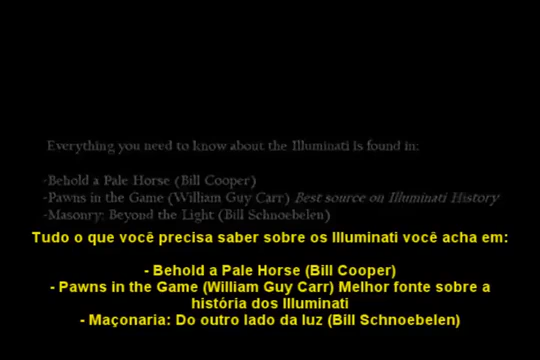 Everything you need to know about the Illuminati is found in:
-Behold a Pale Horse (Bill Cooper)
-Pawns in the Game (William Guy Carr) Best source on Illuminati History
-Masonry: Beyond the Light (Bill Schnoebelen)
Tudo o que você precisa saber sobre os Illuminati você acha em:
- Behold a Pale Horse (Bill Cooper)
- Pawns in the Game (William Guy Carr) Melhor fonte sobre a
história dos Illuminati
- Maçonaria: Do outro lado da luz (Bill Schnoebelen)